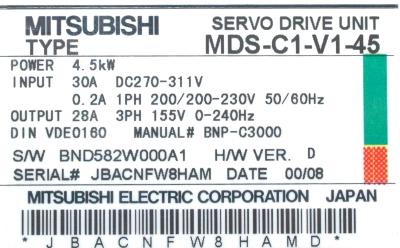 MITSUBISHI SERVO DRIVE UNIT
TYPE MDS-C1-V1-45
POWER 4.5kW
INPUT 30A DC270-311V
0.2A 1PH 200/200-230V 50/60Hz
OUTPUT 28A 3PH 155V 0-240Hz
DIN VDE0160 MANUAL# BNP-C3000
S/W BND582W000A1 H/W VER. D
SERIAL# JBACNFW8HAM DATE 00/08
MITSUBISHI ELECTRIC CORPORATION JAPAN
* J B A C N F W 8 H A M D *